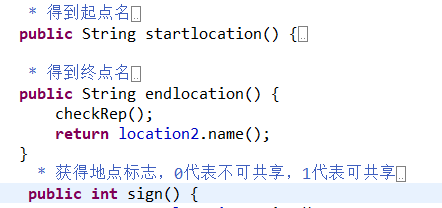 * 得到起点名
public String startlocation() {
* 得到终点名
public String endlocation() {
checkRep();
return location2.name();
}
* 获得地点标志，0代表不可共享，1代表可共享
public int sign() {